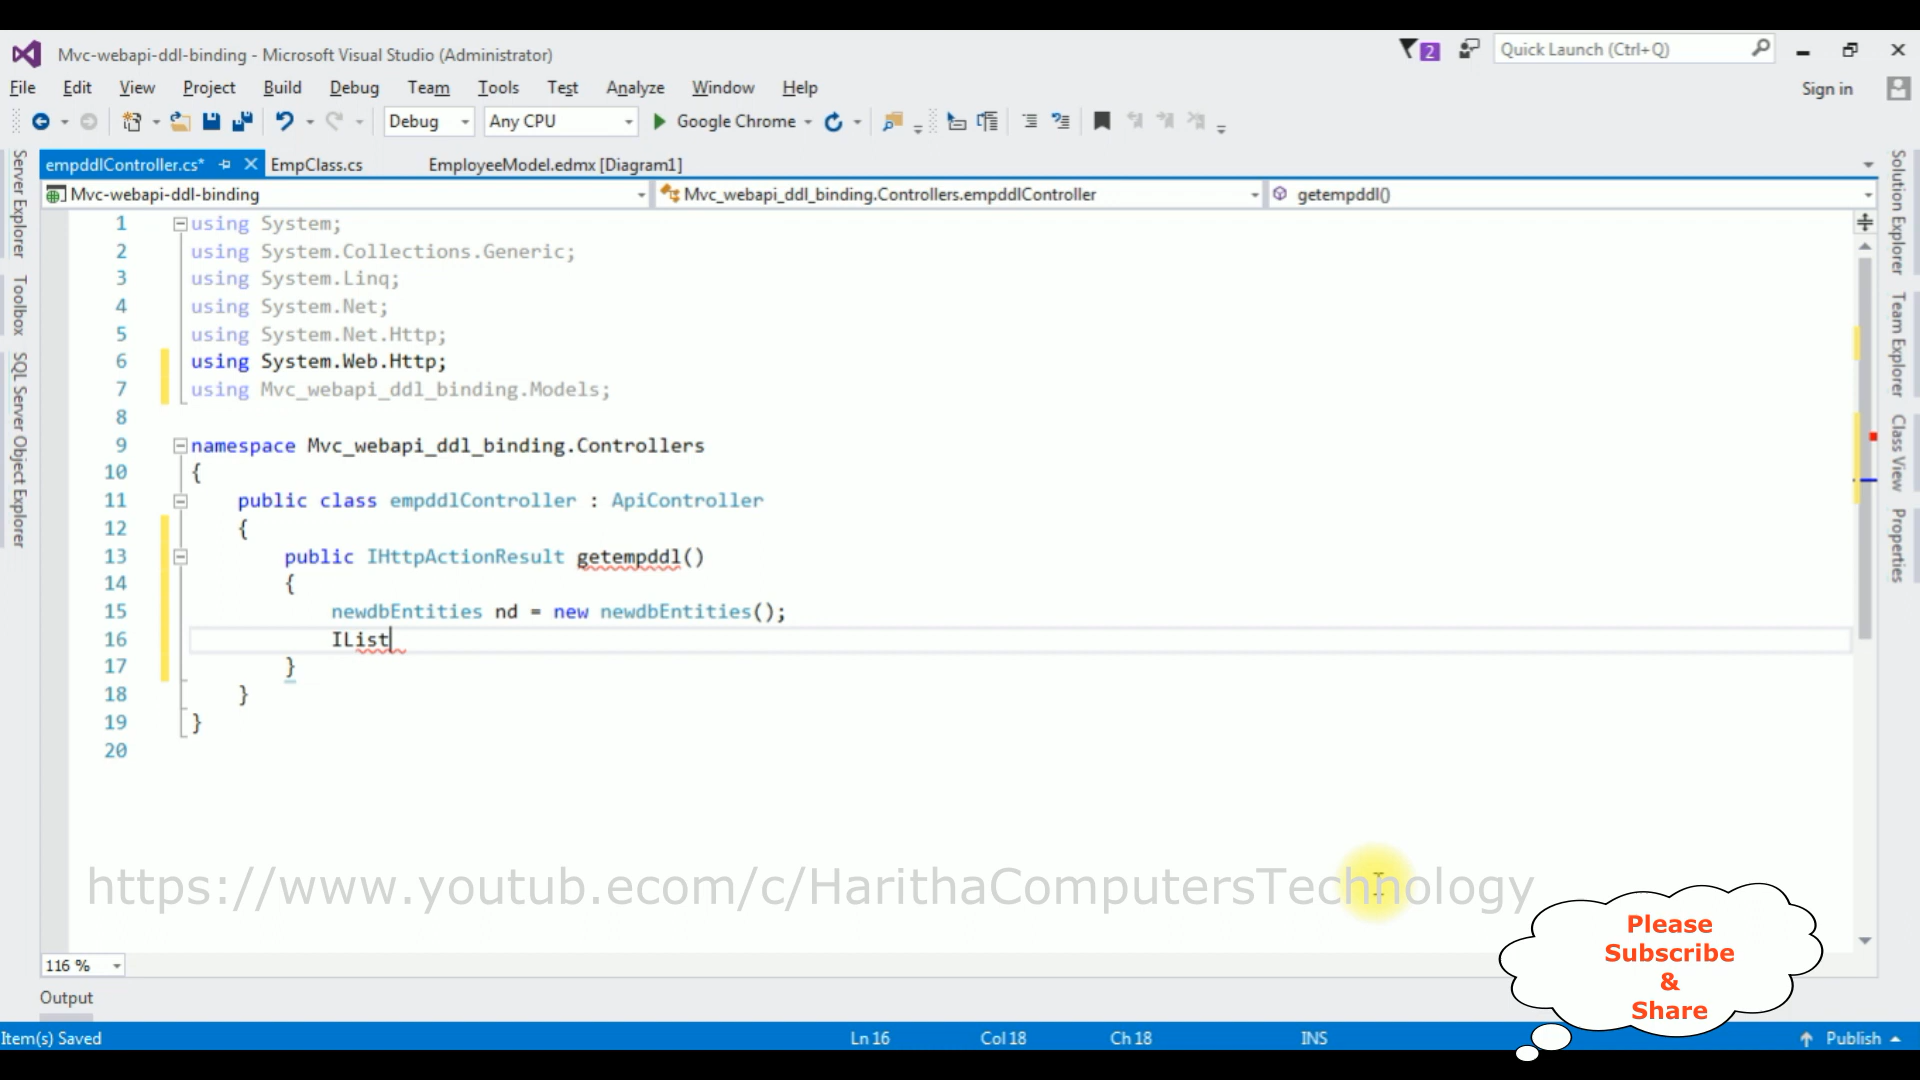 Mvc-webapi-ddl-binding - Microsoft Visual Studio (Administrator)
2
Quick Launch (Ctrl+Q)
File Edit View Project Build Debug Team Tools Test Analyze Window Help
Sign in
Debug Any CPU Google Chrome
empddlController.cs* EmpClass.cs EmployeeModel.edmx [Diagram1]
Mvc-webapi-ddl-binding Mvc_webapi_ddl_binding.Controllers.empddlController getempddl()
Server Explorer
Toolbox
SQL Server Object Explorer
1 using System;
2 using System.Collections.Generic;
3 using System.Linq;
4 using System.Net;
5 using System.Net.Http;
6 using System.Web.Http;
7 using Mvc_webapi_ddl_binding.Models;
8
9 namespace Mvc_webapi_ddl_binding.Controllers
10 {
11 public class empddlController : ApiController
12 {
13 public IHttpActionResult getempddl()
14 {
15 newdbEntities nd = new newdbEntities();
16 IList
17 }
18 }
19 }
20
Solution Explorer
Team Explorer
Class View
Properties
https://www.youtub.ecom/c/HarithaComputersTechnology
Please
Subscribe
&
Share
116 %
Output
Item(s) Saved Ln 16 Col 18 Ch 18 INS Publish